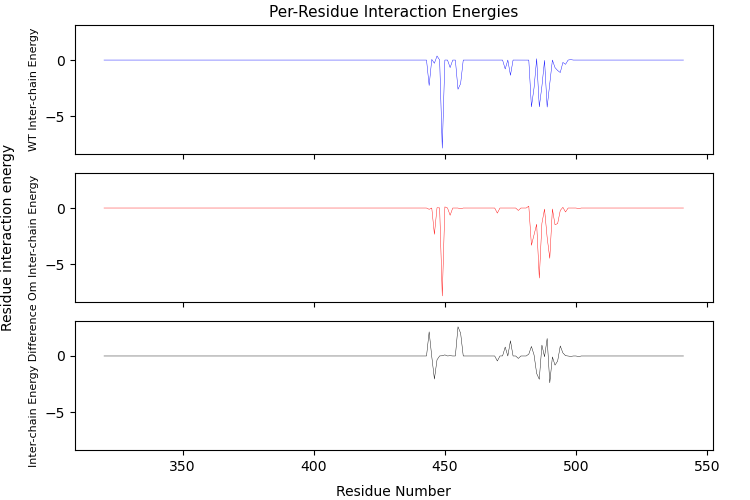 Per-Residue Interaction Energies
Residue interaction energy
WT Inter-chain Energy
0
−5
Om Inter-chain Energy
0
−5
Inter-chain Energy Difference
0
−5
350
400
450
500
550
Residue Number